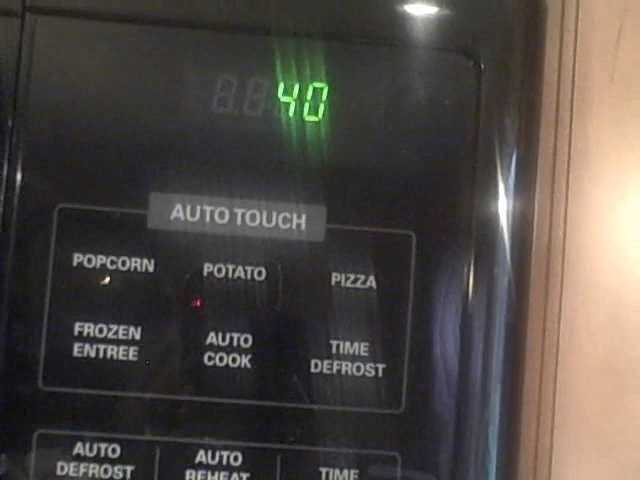 40
AUTO TOUCH
POPCORN POTATO PIZZA
FROZEN ENTREE AUTO COOK TIME DEFROST
AUTO DEFROST AUTO REHEAT TIME